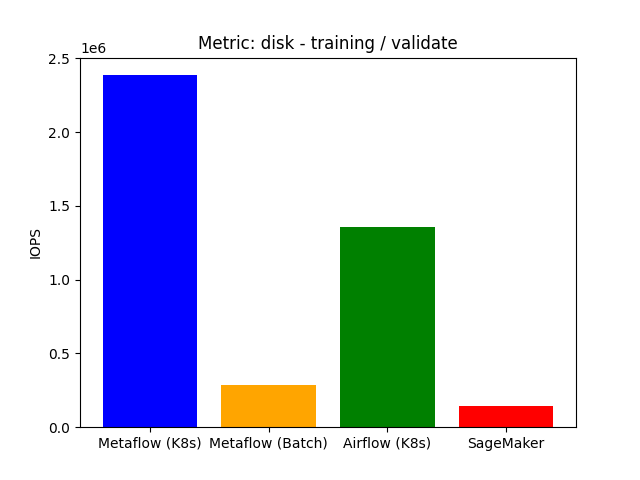 Metric: disk - training / validate
1e6
2.5
2.0
1.5
1.0
0.5
0.0
IOPS
Metaflow (K8s) Metaflow (Batch) Airflow (K8s) SageMaker